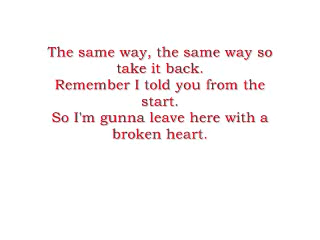 The same way, the same way so
take it back.
Remember I told you from the
start.
So I'm gunna leave here with a
broken heart.